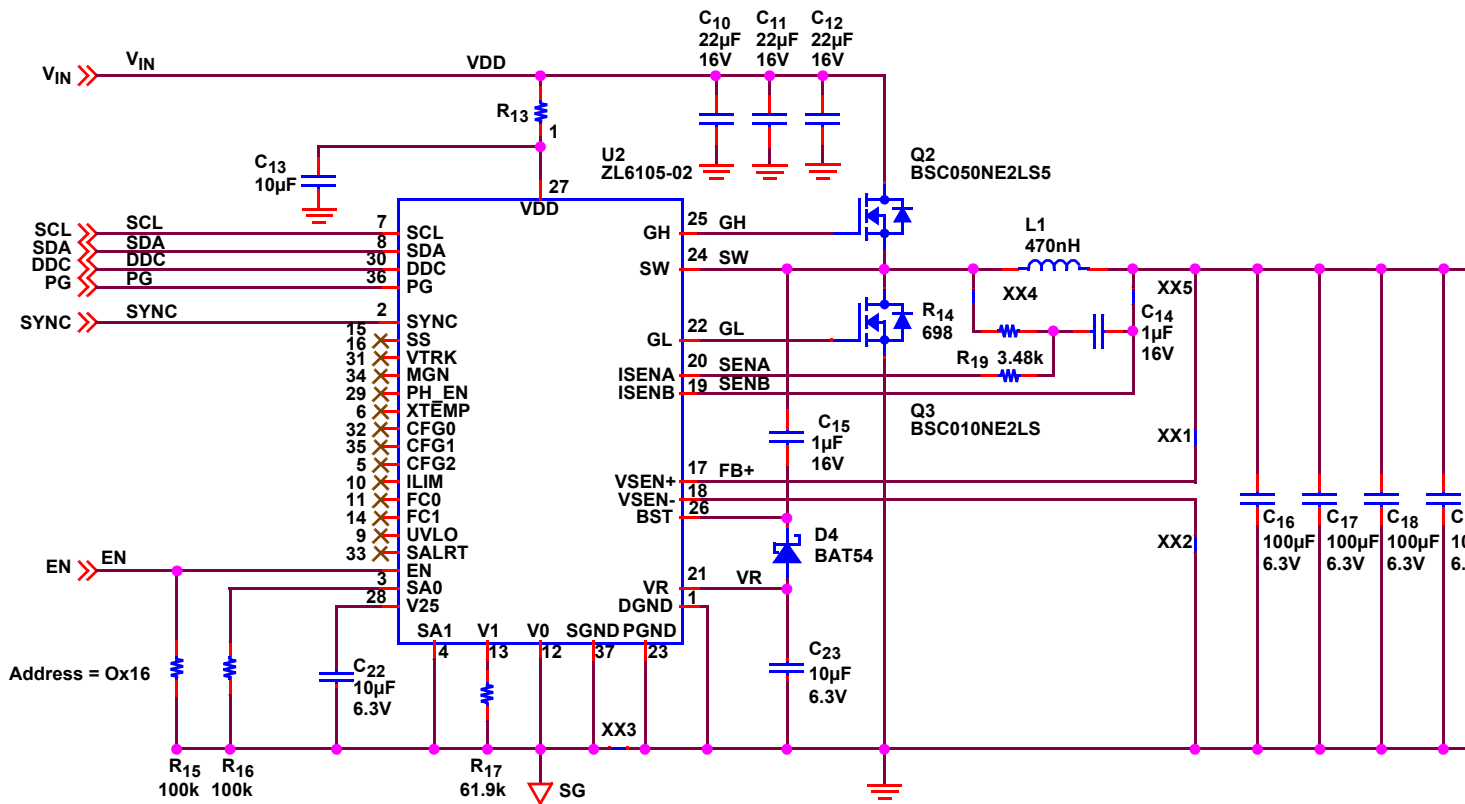 C10 C11 C12
22µF 22µF 22µF
16V 16V 16V
VIN VIN VDD
R13
1
C13
10µF
U2
ZL6105-02
Q2
BSC050NE2LS5
27
VDD
SCL SCL 7 SCL
SDA SDA 8 SDA
DDC DDC 30 DDC
PG PG 36 PG
SYNC SYNC 2 SYNC
15
16 SS
31 VTRK
34 MGN
29 PH_EN
6 XTEMP
32 CFG0
35 CFG1
5 CFG2
10 ILIM
11 FC0
14 FC1
9 UVLO
33 SALRT
EN EN EN
3 SA0
28 V25
GH 25 GH
SW 24 SW
GL 22 GL
ISENA 20 SENA
ISENB 19 SENB
VSEN+ 17 FB+
VSEN- 18
BST 26
VR 21 VR
DGND 1
L1
470nH
XX4
XX5
R14
698
C14
1µF
16V
R19 3.48k
Q3
BSC010NE2LS
C15
1µF
16V
XX1
XX2
D4
BAT54
C16 C17 C18 C
100µF 100µF 100µF 10
6.3V 6.3V 6.3V 6.
SA1 V1 V0 SGND PGND
4 13 12 37 23
Address = Ox16
C22
10µF
6.3V
C23
10µF
6.3V
XX3
R15 R16 R17
100k 100k 61.9k
SG